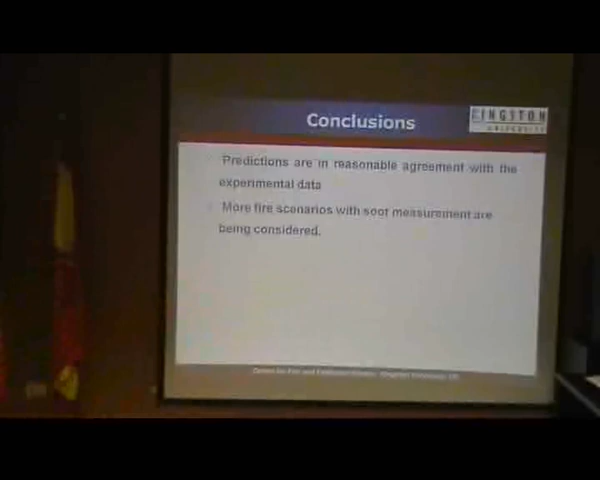 Conclusions
KINGSTON
UNIVERSITY
Predictions are in reasonable agreement with the
experimental data
More fire scenarios with soot measurement are
being considered.